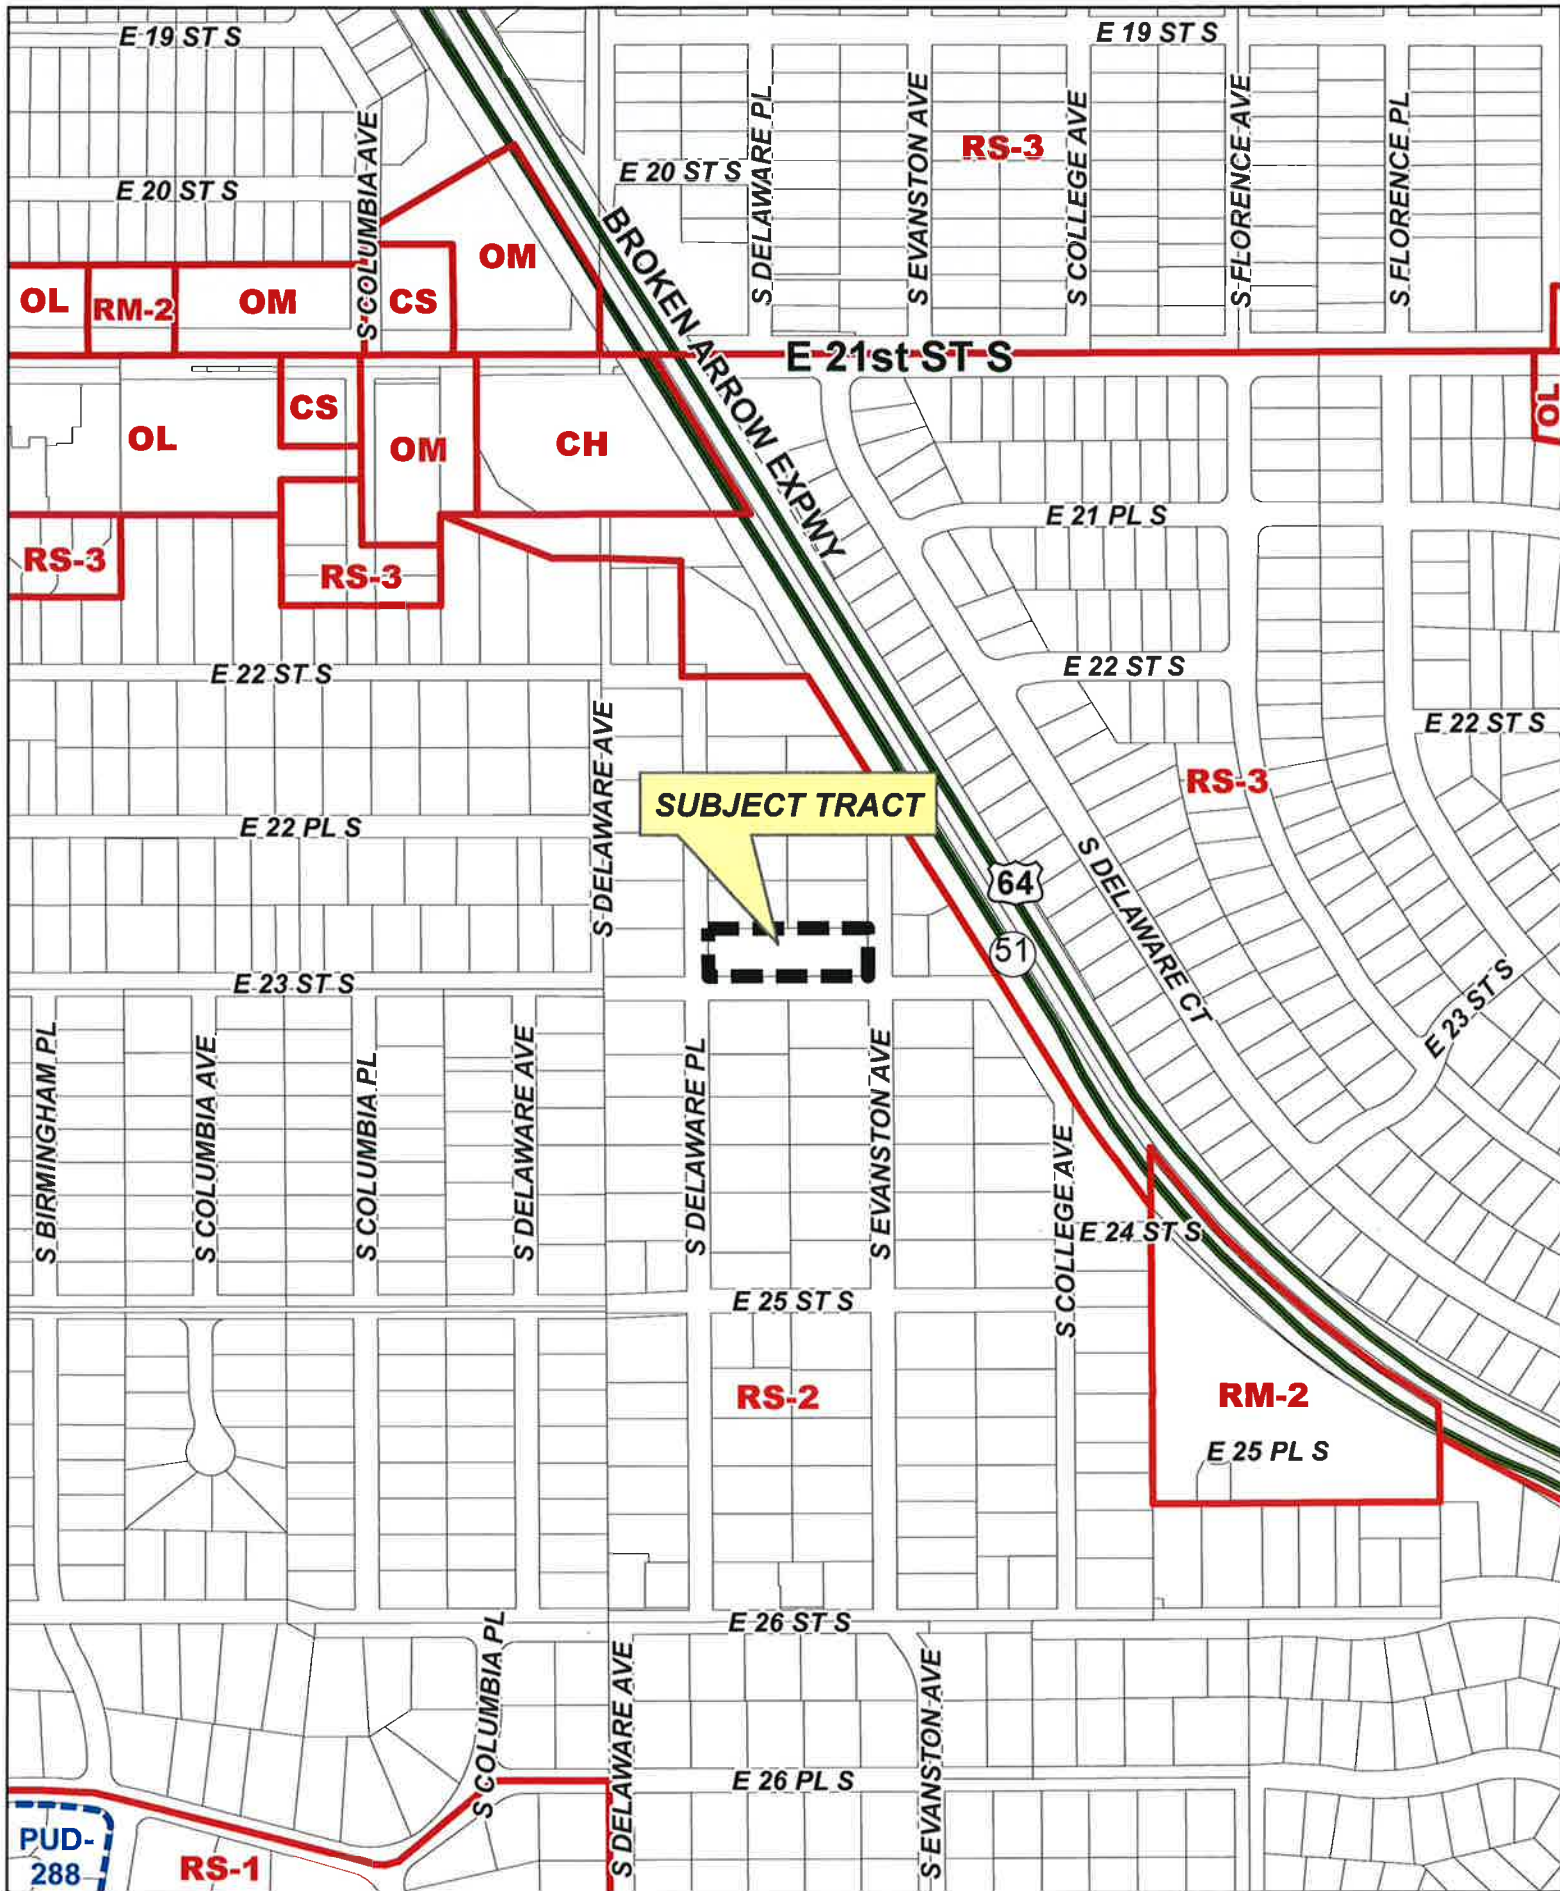 E 19 ST S
E 19 ST S
S COLUMBIA AVE
S DELAWARE PL
S EVANSTON AVE
RS-3
S COLLEGE AVE
S FLORENCE AVE
S FLORENCE PL
E 20 ST S
E 20 ST S
BROKEN ARROW EXPWY
OM
OL
RM-2
OM
CS
E 21st ST S
CS
OL
OM
CH
OL
E 21 PL S
RS-3
RS-3
E 22 ST S
E 22 ST S
E 22 ST S
S DELAWARE AVE
RS-3
SUBJECT TRACT
E 22 PL S
64
S DELAWARE CT
51
E 23 ST S
E 23 ST S
S BIRMINGHAM PL
S COLUMBIA AVE
S COLUMBIA PL
S DELAWARE AVE
S DELAWARE PL
S EVANSTON AVE
S COLLEGE AVE
E 24 ST S
E 25 ST S
RS-2
RM-2
E 25 PL S
E 26 ST S
S COLUMBIA PL
S DELAWARE AVE
S EVANSTON AVE
E 26 PL S
PUD-
288
RS-1